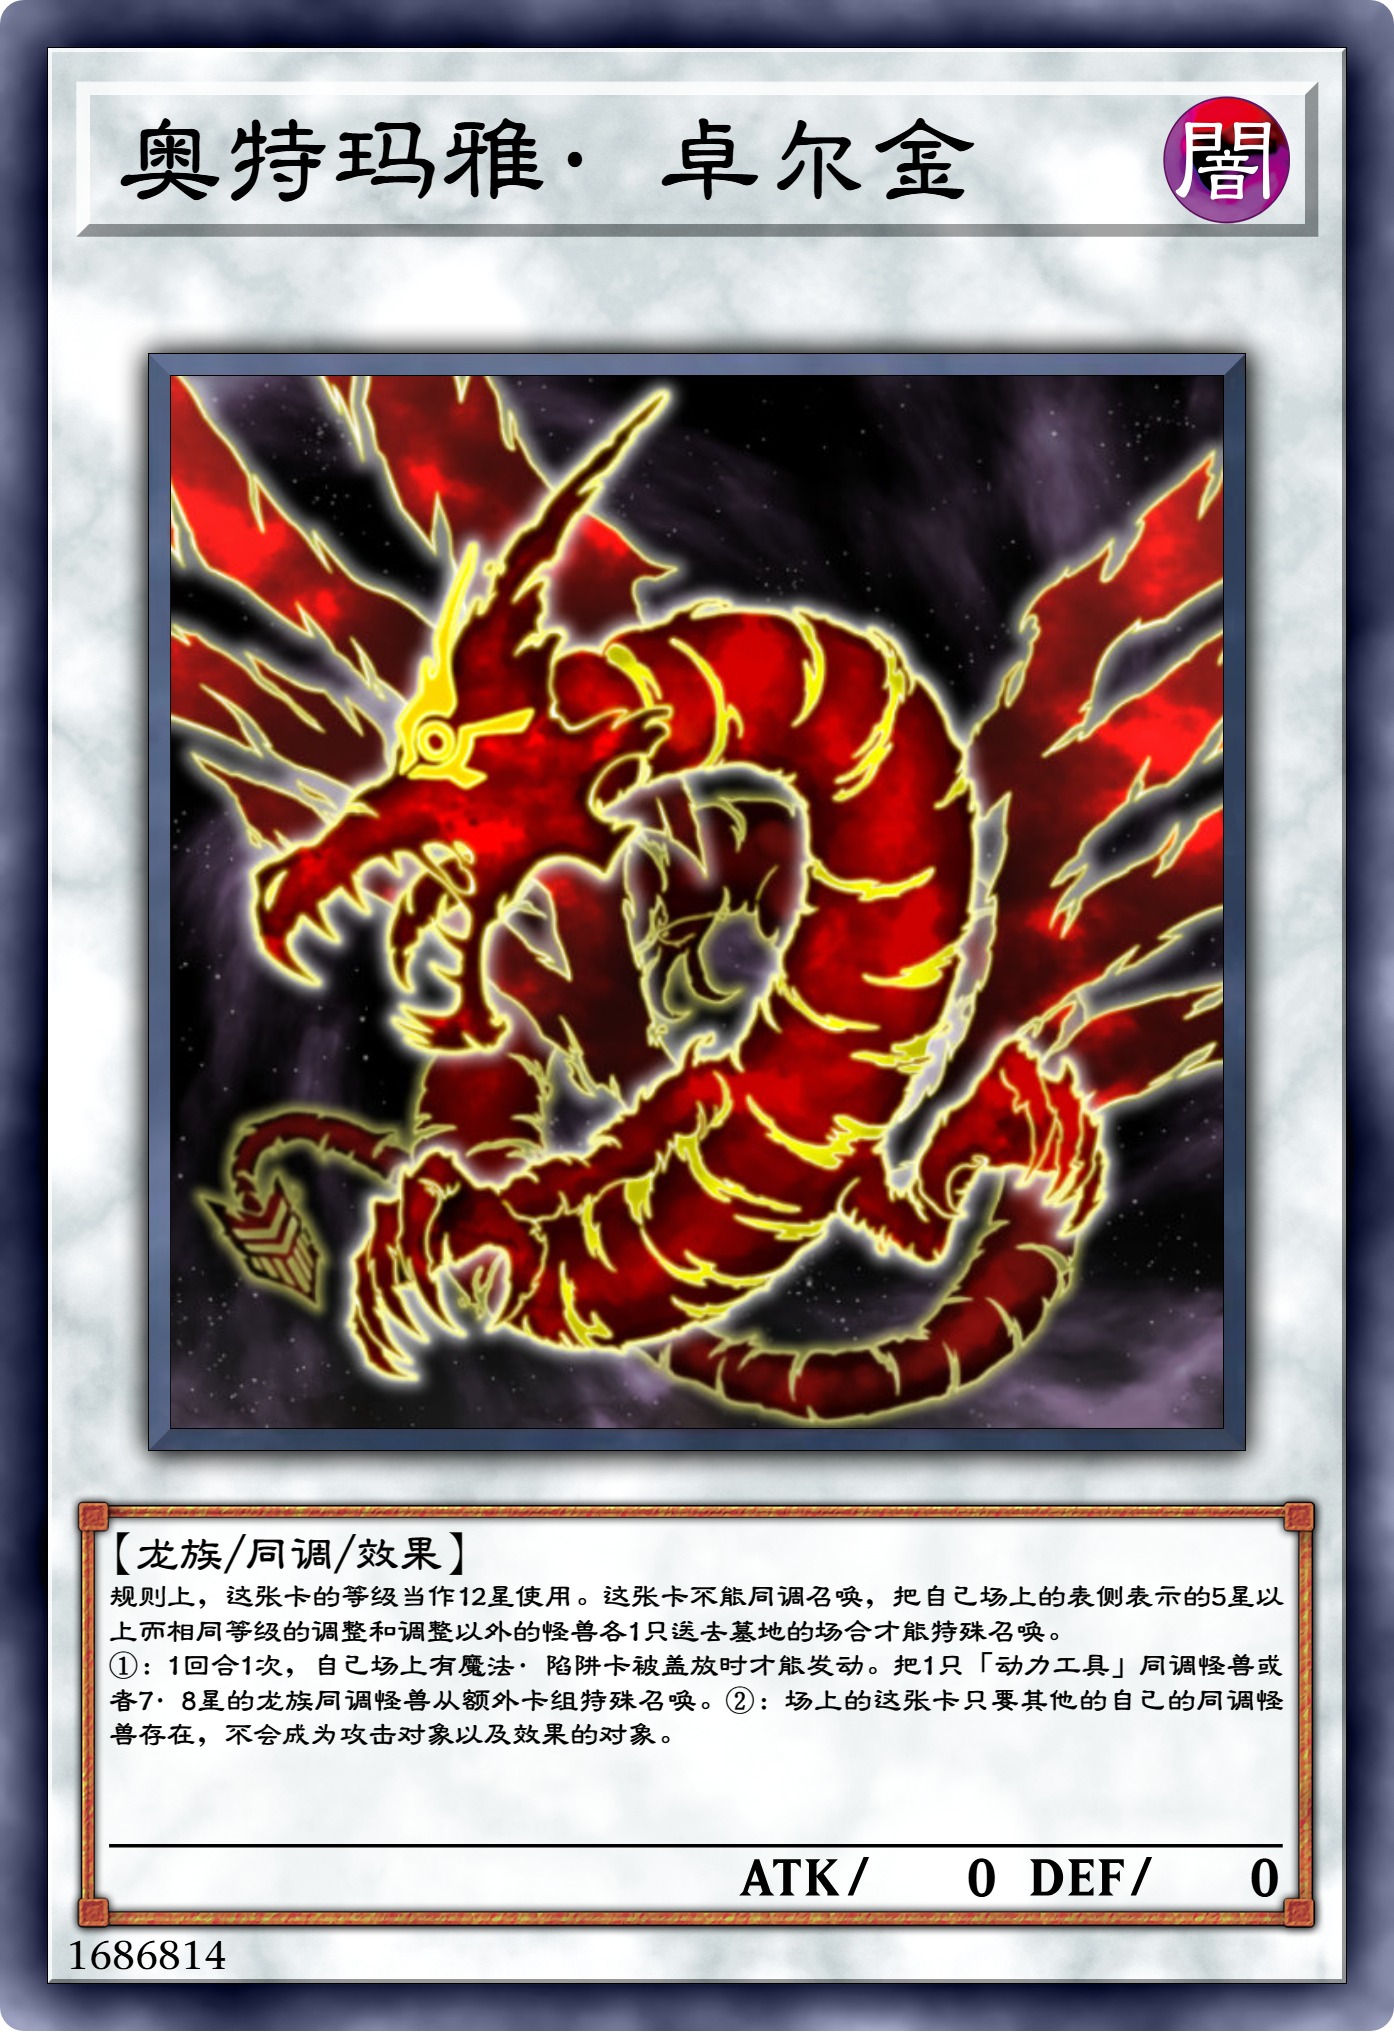 奥特玛雅· 卓尔金
闇
【龙族/同调/效果】
规则上，这张卡的等级当作12星使用。这张卡不能同调召唤，把自己场上的表侧表示的5星以
上而相同等级的调整和调整以外的怪兽各1只送去墓地的场合才能特殊召唤。
①：1回合1次，自己场上有魔法· 陷阱卡被盖放时才能发动。把1只「动力工具」同调怪兽或
者7· 8星的龙族同调怪兽从额外卡组特殊召唤。②：场上的这张卡只要其他的自己的同调怪
兽存在，不会成为攻击对象以及效果的对象。
ATK/ 0 DEF/ 0
1686814